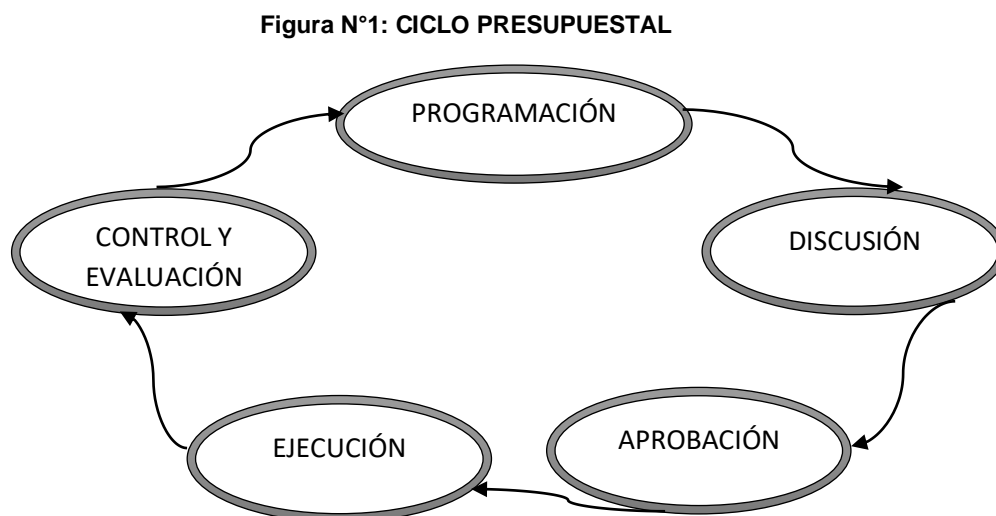 Figura N°1: CICLO PRESUPUESTAL
PROGRAMACIÓN
DISCUSIÓN
APROBACIÓN
EJECUCIÓN
CONTROL Y
EVALUACIÓN